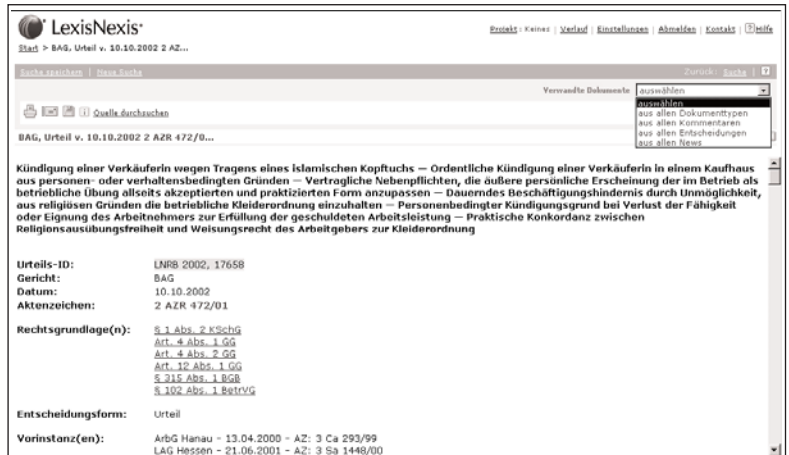 LexisNexis·
Projekt: Keines | Verlauf | Einstellungen | Abmelden | Kontakt | ? Hilfe
Start > BAG, Urteil v. 10.10.2002 2 AZ...
Suche speichern | Neue Suche
Zurück: Suche | ?
Verwandte Dokumente auswählen
auswählen
aus allen Dokumenttypen
aus allen Kommentaren
aus allen Entscheidungen
aus allen News
i Quelle durchsuchen
BAG, Urteil v. 10.10.2002 2 AZR 472/0...
Kündigung einer Verkäuferin wegen Tragens eines islamischen Kopftuchs — Ordentliche Kündigung einer Verkäuferin in einem Kaufhaus
aus personen- oder verhaltensbedingten Gründen — Vertragliche Nebenpflichten, die äußere persönliche Erscheinung der im Betrieb als
betriebliche Übung allseits akzeptierten und praktizierten Form anzupassen — Dauerndes Beschäftigungshindernis durch Unmöglichkeit,
aus religiösen Gründen die betriebliche Kleiderordnung einzuhalten — Personenbedingter Kündigungsgrund bei Verlust der Fähigkeit
oder Eignung des Arbeitnehmers zur Erfüllung der geschuldeten Arbeitsleistung — Praktische Konkordanz zwischen
Religionsausübungsfreiheit und Weisungsrecht des Arbeitgebers zur Kleiderordnung
Urteils-ID: LNRB 2002, 17658
Gericht: BAG
Datum: 10.10.2002
Aktenzeichen: 2 AZR 472/01
Rechtsgrundlage(n): § 1 Abs. 2 KSchG
Art. 4 Abs. 1 GG
Art. 4 Abs. 2 GG
Art. 12 Abs. 1 GG
§ 315 Abs. 1 BGB
§ 102 Abs. 1 BetrVG
Entscheidungsform: Urteil
Vorinstanz(en): ArbG Hanau - 13.04.2000 - AZ: 3 Ca 293/99
LAG Hessen - 21.06.2001 - AZ: 3 Sa 1448/00